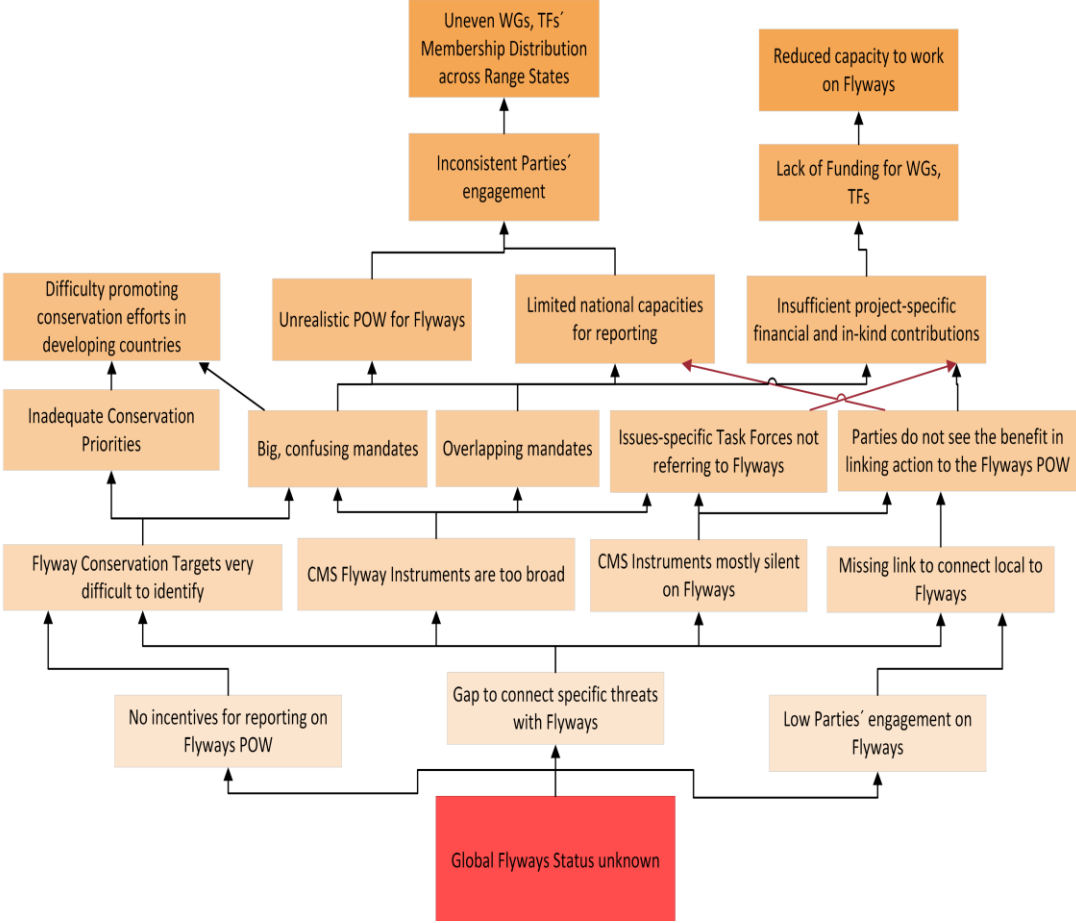 Uneven WGs, TFs´
Membership Distribution
across Range States
Reduced capacity to work
on Flyways
Inconsistent Parties´
engagement
Lack of Funding for WGs,
TFs
Difficulty promoting
conservation efforts in
developing countries
Unrealistic POW for Flyways
Limited national capacities
for reporting
Insufficient project-specific
financial and in-kind contributions
Inadequate Conservation
Priorities
Big, confusing mandates
Overlapping mandates
Issues-specific Task Forces not
referring to Flyways
Parties do not see the benefit in
linking action to the Flyways POW
Flyway Conservation Targets very
difficult to identify
CMS Flyway Instruments are too broad
CMS Instruments mostly silent
on Flyways
Missing link to connect local to
Flyways
No incentives for reporting on
Flyways POW
Gap to connect specific threats
with Flyways
Low Parties´ engagement on
Flyways
Global Flyways Status unknown